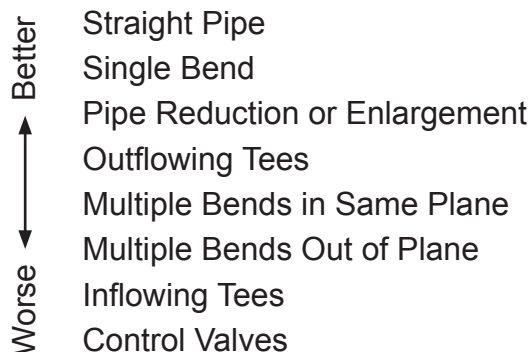 Better
Worse
Straight Pipe
Single Bend
Pipe Reduction or Enlargement
Outflowing Tees
Multiple Bends in Same Plane
Multiple Bends Out of Plane
Inflowing Tees
Control Valves